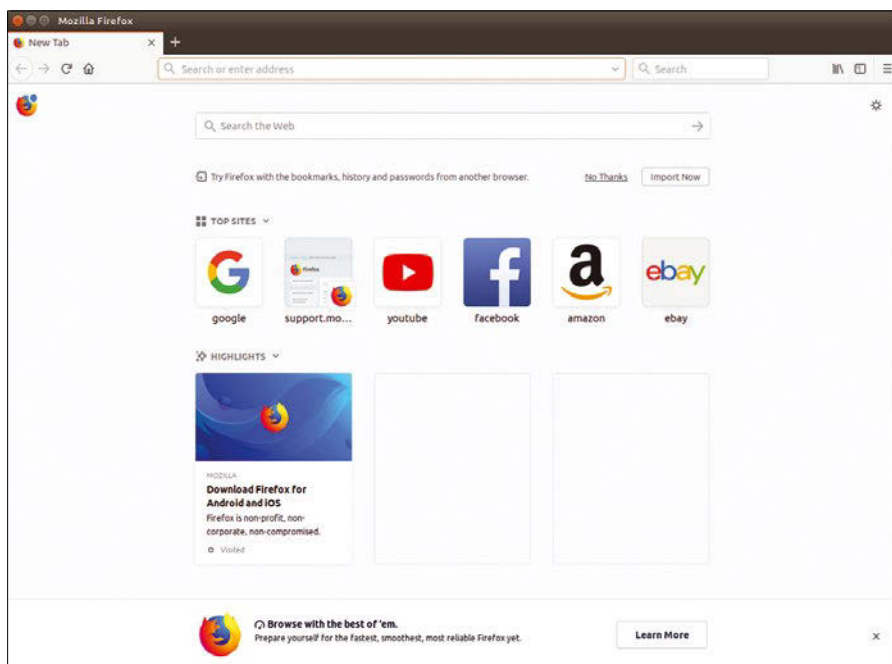 Mozilla Firefox
New Tab
Search or enter address
Search
Search the Web
Try Firefox with the bookmarks, history and passwords from another browser.
No Thanks
Import Now
TOP SITES
Firefox
a
ebay
google
support.mo...
youtube
facebook
amazon
ebay
HIGHLIGHTS
MOZILLA
Download Firefox for
Android and iOS
Firefox is non-profit, non-
corporate, non-compromised.
Visited
Browse with the best of 'em.
Prepare yourself for the fastest, smoothest, most reliable Firefox yet.
Learn More